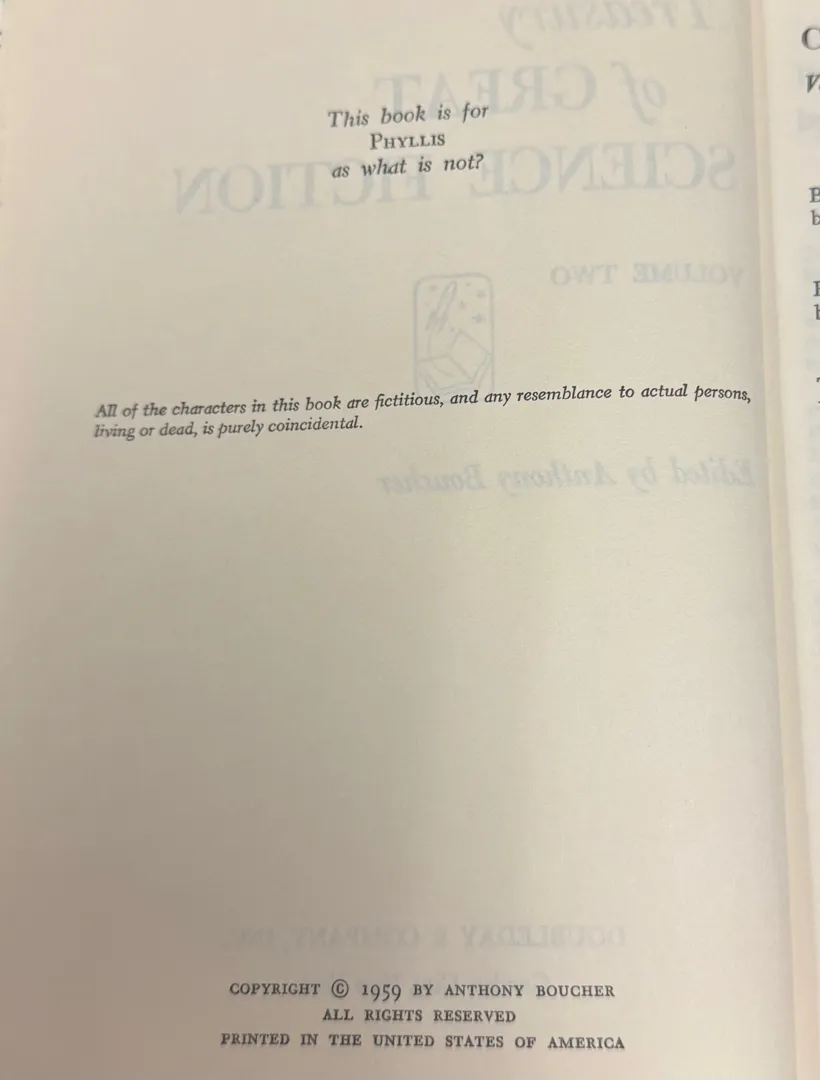 This book is for
PHYLLIS
as what is not?
All of the characters in this book are fictitious, and any resemblance to actual persons,
living or dead, is purely coincidental.
COPYRIGHT © 1959 BY ANTHONY BOUCHER
ALL RIGHTS RESERVED
PRINTED IN THE UNITED STATES OF AMERICA